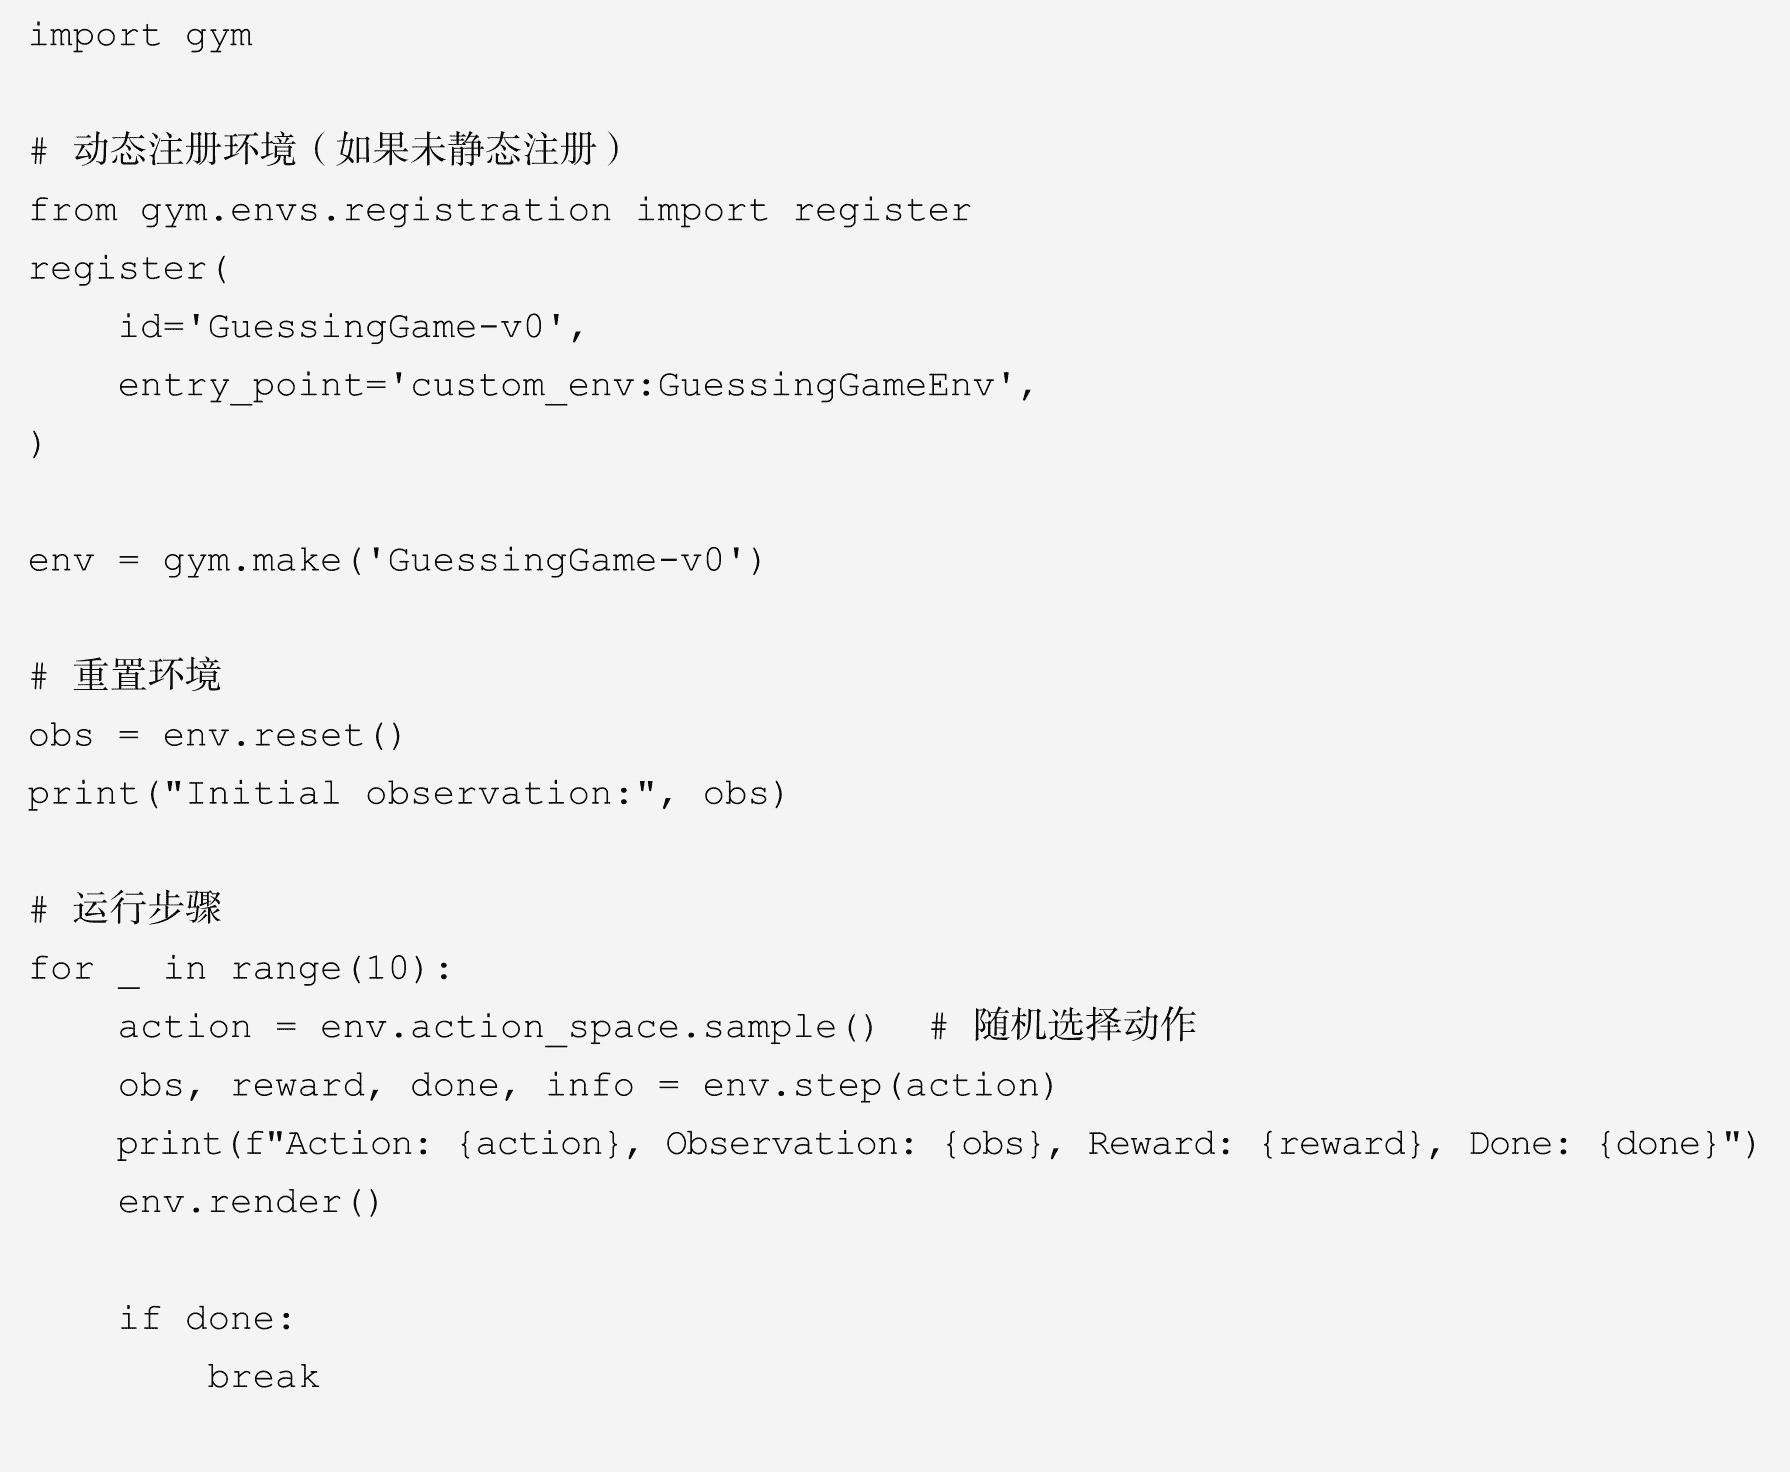 import gym

# 动态注册环境（如果未静态注册）
from gym.envs.registration import register
register(
    id='GuessingGame-v0',
    entry_point='custom_env:GuessingGameEnv',
)

env = gym.make('GuessingGame-v0')

# 重置环境
obs = env.reset()
print("Initial observation:", obs)

# 运行步骤
for _ in range(10):
    action = env.action_space.sample()  # 随机选择动作
    obs, reward, done, info = env.step(action)
    print(f"Action: {action}, Observation: {obs}, Reward: {reward}, Done: {done}")
    env.render()

    if done:
        break